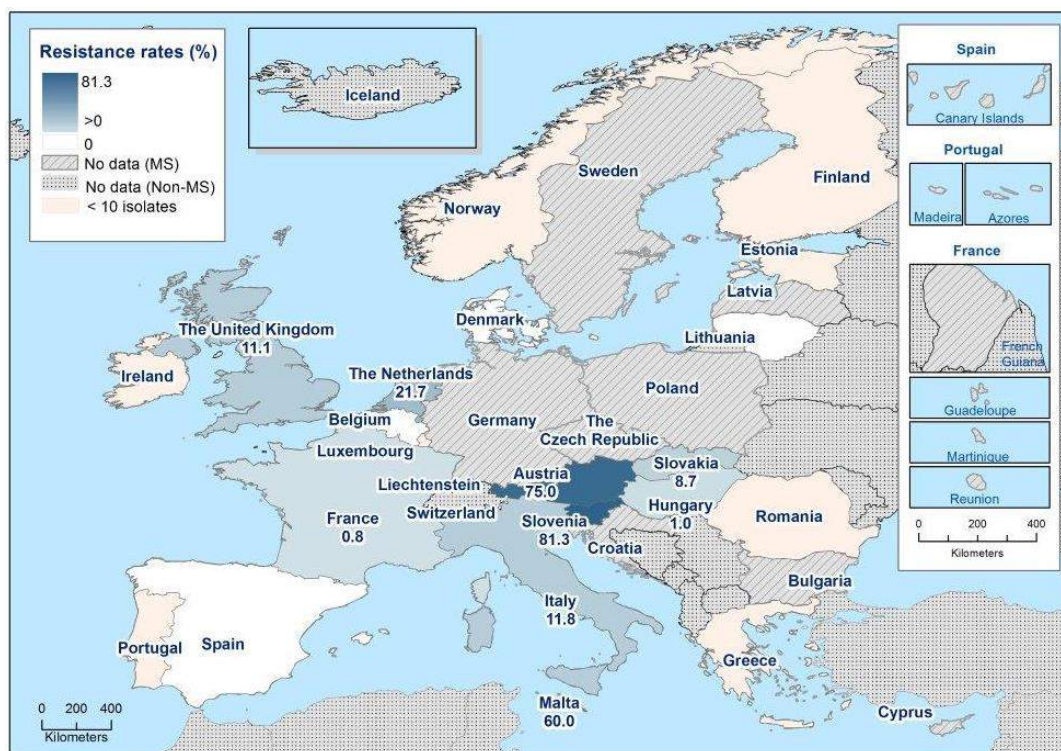 Resistance rates (%)
81.3
>0
0
No data (MS)
No data (Non-MS)
< 10 isolates
Iceland
Spain
Canary Islands
Portugal
Madeira
Azores
France
French
Guiana
Guadeloupe
Martinique
Reunion
0 200 400
Kilometers
Sweden
Finland
Norway
Estonia
Latvia
Denmark
Lithuania
The United Kingdom
11.1
Ireland
The Netherlands
21.7
Poland
Belgium
Germany
The
Czech Republic
Luxembourg
Slovakia
8.7
Austria
75.0
Liechtenstein
Hungary
1.0
Switzerland
France
0.8
Slovenia
81.3
Romania
Croatia
Bulgaria
Italy
11.8
Portugal
Spain
Greece
Malta
60.0
Cyprus
0 200 400
Kilometers